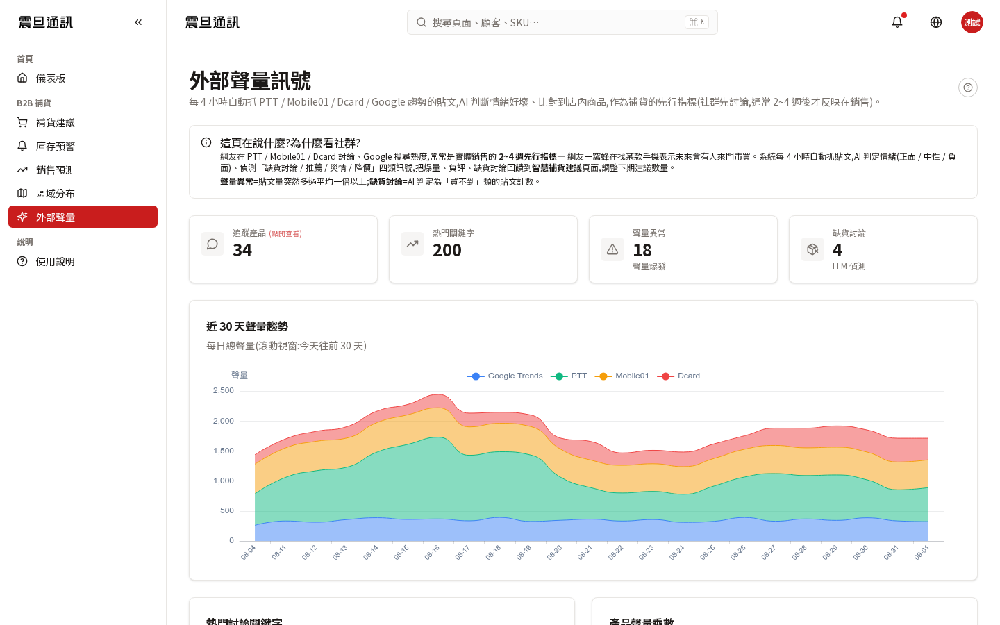 震旦通訊
首頁
儀表板
B2B 補貨
補貨建議
庫存預警
銷售預測
區域分布
外部聲量
說明
使用說明
震旦通訊
搜尋頁面、顧客、SKU…
⌘ K
測試
外部聲量訊號
每 4 小時自動抓 PTT / Mobile01 / Dcard / Google 趨勢的貼文,AI 判斷情緒好壞、比對到店內商品,作為補貨的先行指標(社群先討論,通常 2~4 週後才反映在銷售)。
這頁在說什麼?為什麼看社群?
網友在 PTT / Mobile01 / Dcard 討論、Google 搜尋熱度,常常是實體銷售的 2~4 週先行指標— 網友一窩蜂在找某款手機表示未來會有人來門市買。系統每 4 小時自動抓貼文,AI 判定情緒(正面 / 中性 / 負
面)、偵測「缺貨討論 / 推薦 / 災情 / 降價」四類訊號,把爆量、負評、缺貨討論回饋到智慧補貨建議頁面,調整下期建議數量。
聲量異常=貼文量突然多過平均一倍以上;缺貨討論=AI 判定為「買不到」類的貼文計數。
追蹤產品 (點開查看)
34
熱門關鍵字
200
聲量異常
18
聲量爆發
缺貨討論
4
LLM 偵測
近 30 天聲量趨勢
每日總聲量(滾動視窗:今天往前 30 天)
聲量
Google Trends PTT Mobile01 Dcard
2,500
2,000
1,500
1,000
500
0
08-04 08-11 08-12 08-13 08-14 08-15 08-16 08-17 08-18 08-19 08-20 08-21 08-22 08-23 08-24 08-25 08-26 08-27 08-28 08-29 08-30 08-31 09-01
熱門討論關鍵字
產品聲量乘數